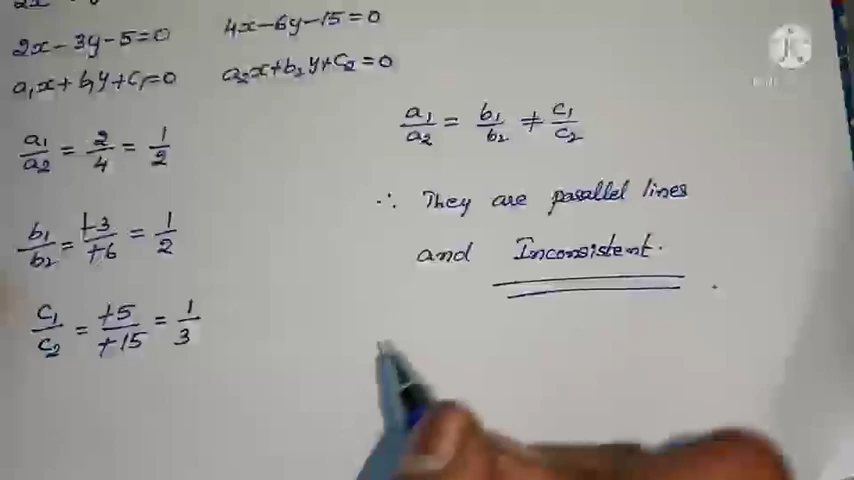 2x - 3y - 5 = 0
4x - 6y - 15 = 0
a₁x + b₁y + c₁ = 0
a₂x + b₂y + c₂ = 0
a₁/a₂ = 2/4 = 1/2
b₁/b₂ = +3/+6 = 1/2
c₁/c₂ = +5/+15 = 1/3
a₁/a₂ = b₁/b₂ ≠ c₁/c₂
∴ They are parallel lines
and Inconsistent.